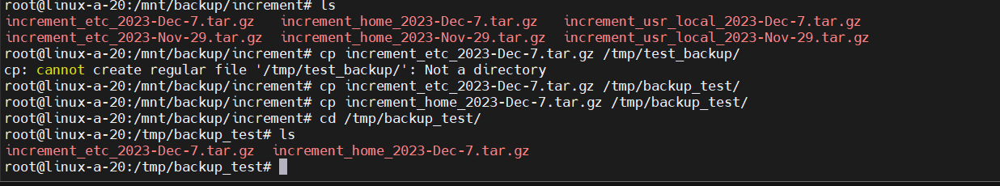 root@linux-a-20:/mnt/backup/increment# ls
increment_etc_2023-Dec-7.tar.gz increment_home_2023-Dec-7.tar.gz increment_usr_local_2023-Dec-7.tar.gz
increment_etc_2023-Nov-29.tar.gz increment_home_2023-Nov-29.tar.gz increment_usr_local_2023-Nov-29.tar.gz
root@linux-a-20:/mnt/backup/increment# cp increment_etc_2023-Dec-7.tar.gz /tmp/test_backup/
cp: cannot create regular file '/tmp/test_backup/': Not a directory
root@linux-a-20:/mnt/backup/increment# cp increment_etc_2023-Dec-7.tar.gz /tmp/backup_test/
root@linux-a-20:/mnt/backup/increment# cp increment_home_2023-Dec-7.tar.gz /tmp/backup_test/
root@linux-a-20:/mnt/backup/increment# cd /tmp/backup_test/
root@linux-a-20:/tmp/backup_test# ls
increment_etc_2023-Dec-7.tar.gz increment_home_2023-Dec-7.tar.gz
root@linux-a-20:/tmp/backup_test#